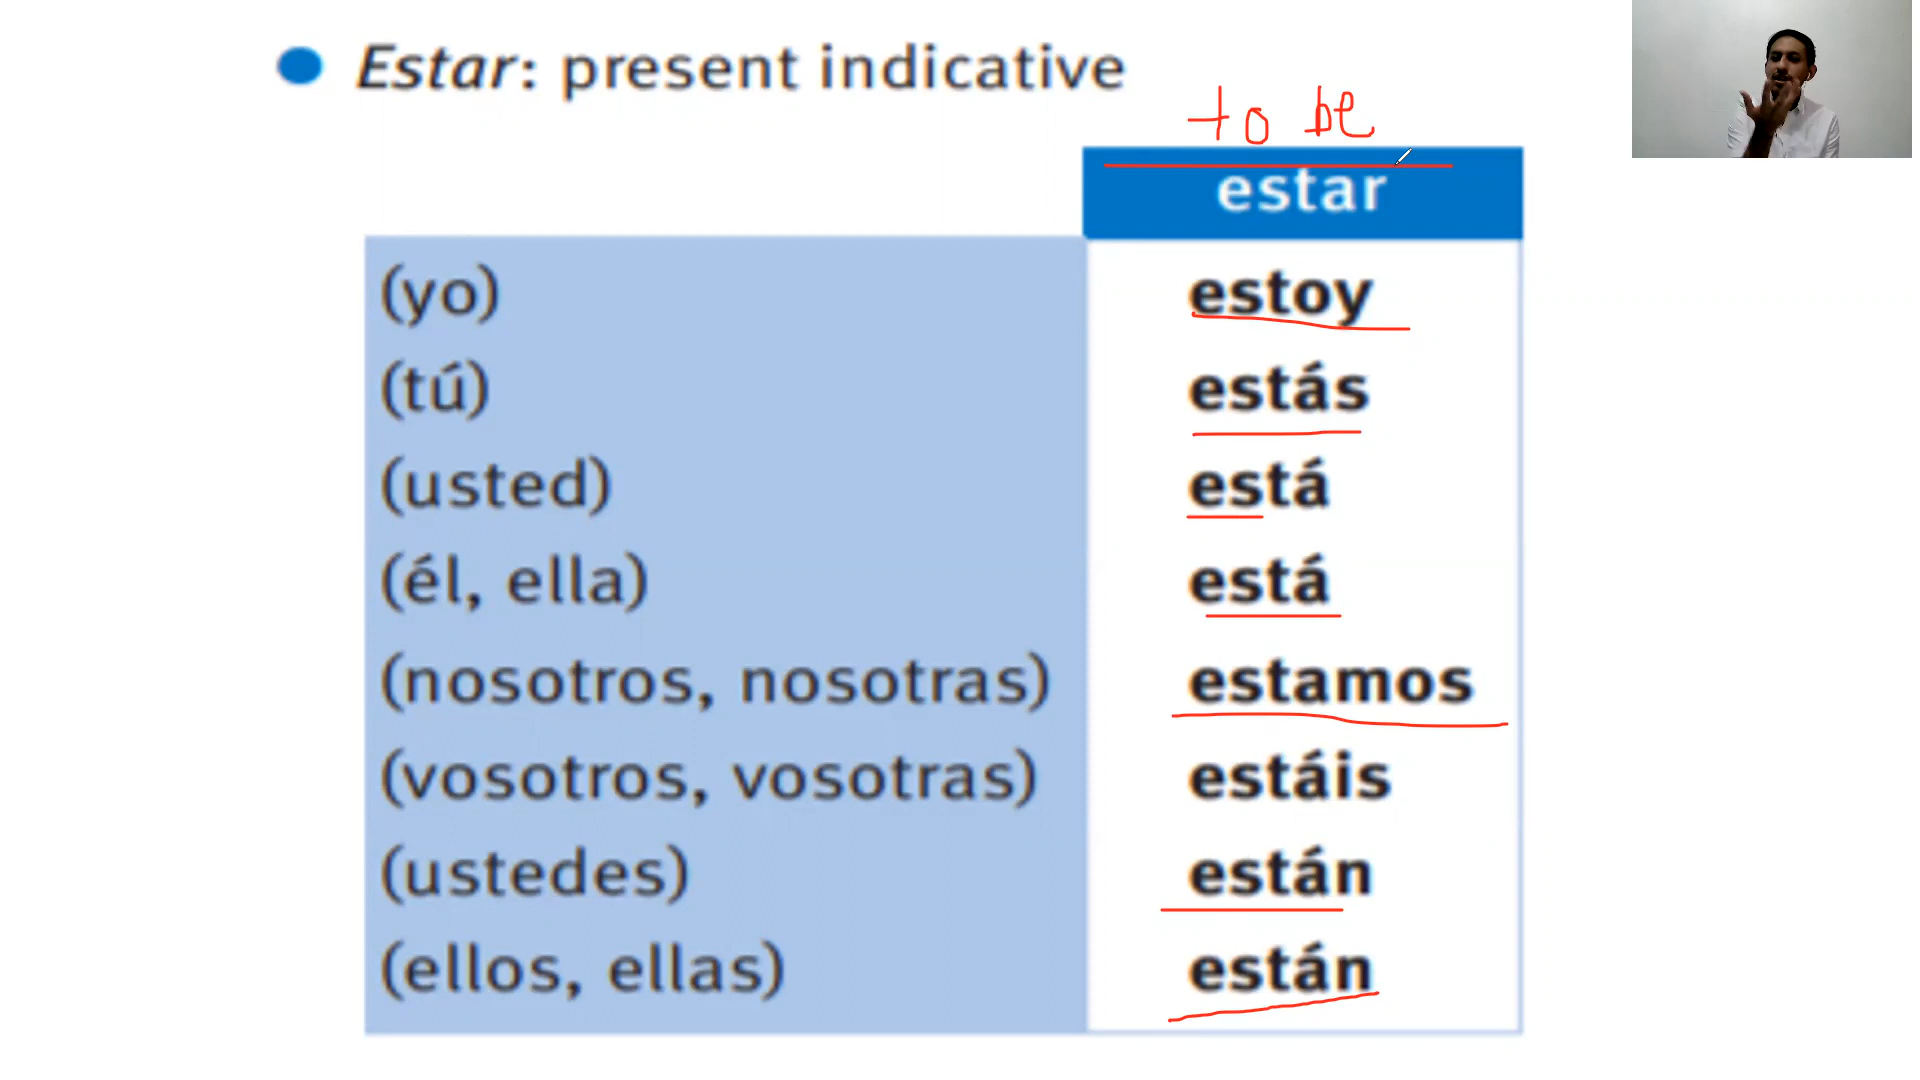 Estar: present indicative
to be
estar
(yo) estoy
(tú) estás
(usted) está
(él, ella) está
(nosotros, nosotras) estamos
(vosotros, vosotras) estáis
(ustedes) están
(ellos, ellas) están